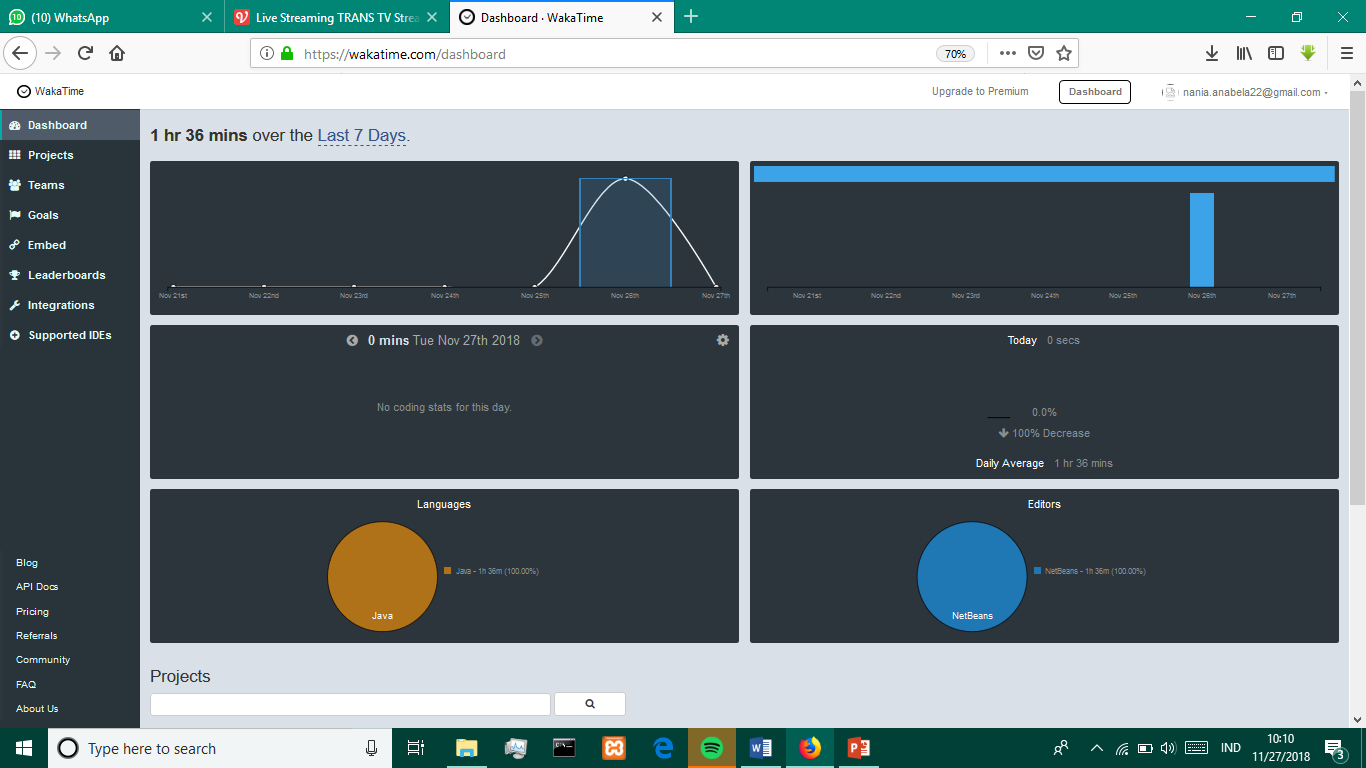 (10) WhatsApp
Live Streaming TRANS TV Strea
Dashboard · WakaTime
https://wakatime.com/dashboard
70%
WakaTime
Upgrade to Premium
Dashboard
nania.anabela22@gmail.com
Dashboard
Projects
Teams
Goals
Embed
Leaderboards
Integrations
Supported IDEs
Blog
API Docs
Pricing
Referrals
Community
FAQ
About Us
1 hr 36 mins over the Last 7 Days.
Nov 21st Nov 22nd Nov 23rd Nov 24th Nov 25th Nov 26th Nov 27th
Nov 21st Nov 22nd Nov 23rd Nov 24th Nov 25th Nov 26th Nov 27th
0 mins Tue Nov 27th 2018
No coding stats for this day.
Today 0 secs
0.0%
100% Decrease
Daily Average 1 hr 36 mins
Languages
Java - 1h 36m (100.00%)
Java
Editors
NetBeans - 1h 36m (100.00%)
NetBeans
Projects
Type here to search
IND
10:10
11/27/2018
3